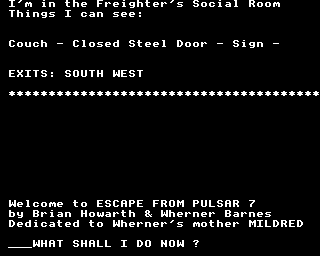 I'm in the Freighter's Social Room
Things I can see:
Couch - Closed Steel Door - Sign -
EXITS: SOUTH WEST
****************************************
Welcome to ESCAPE FROM PULSAR 7
by Brian Howarth & Wherner Barnes
Dedicated to Wherner's mother MILDRED
___WHAT SHALL I DO NOW ?